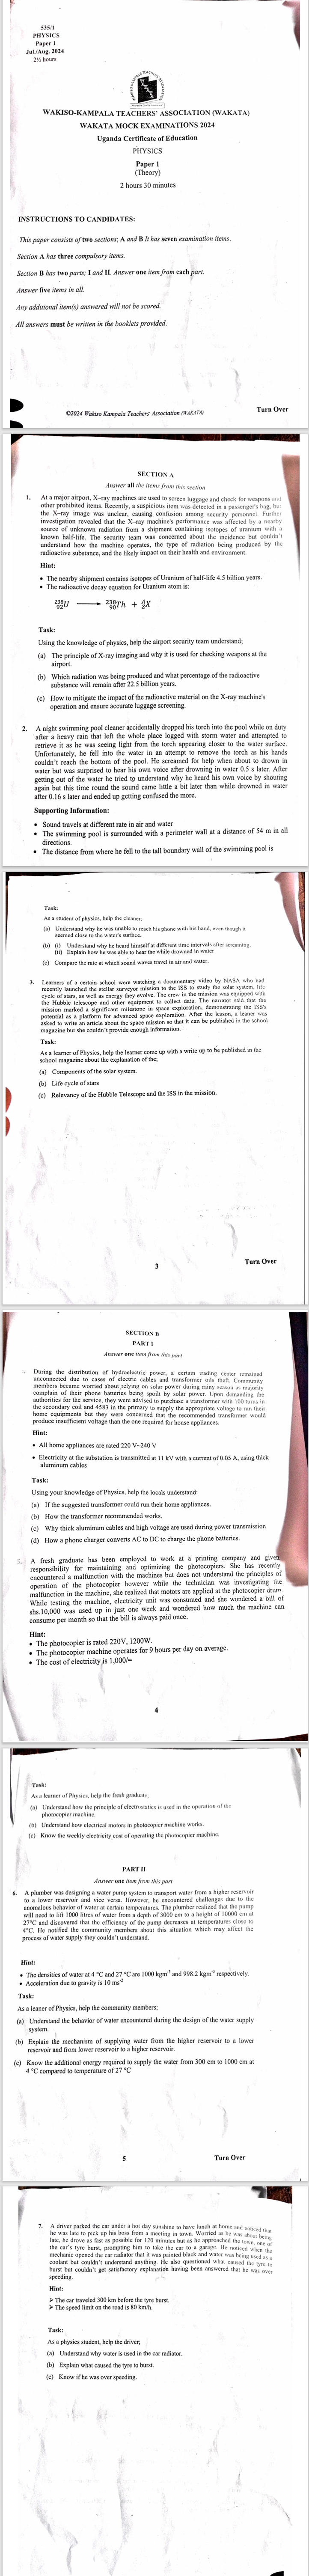 535/1
PHYSICS
Paper 1
Jul./Aug. 2024
2½ hours
WAKISO-KAMPALA TEACHERS' ASSOCIATION (WAKATA)
WAKATA MOCK EXAMINATIONS 2024
Uganda Certificate of Education
PHYSICS
Paper 1
(Theory)
2 hours 30 minutes
INSTRUCTIONS TO CANDIDATES:
This paper consists of two sections; A and B It has seven examination items.
Section A has three compulsory items.
Section B has two parts; I and II. Answer one item from each part.
Answer five items in all.
Any additional item(s) answered will not be scored.
All answers must be written in the booklets provided.
©2024 Wakiso Kampala Teachers' Association (WAKATA)
Turn Over
SECTION A
Answer all the items from this section
1. At a major airport, X-ray machines are used to screen luggage and check for weapons and
other prohibited items. Recently, a suspicious item was detected in a passenger's bag, but
the X-ray image was unclear, causing confusion among security personnel. Further
investigation revealed that the X-ray machine's performance was affected by a nearby
source of unknown radiation from a shipment containing isotopes of uranium with a
known half-life. The security team was concerned about the incidence but couldn't
understand how the machine operates, the type of radiation being produced by the
radioactive substance, and the likely impact on their health and environment.
Hint:
• The nearby shipment contains isotopes of Uranium of half-life 4.5 billion years.
• The radioactive decay equation for Uranium atom is:
²³⁸₉₂U ⟶ ²³⁸₉₀Th + ᴬ_Z X
Task:
Using the knowledge of physics, help the airport security team understand;
(a) The principle of X-ray imaging and why it is used for checking weapons at the
airport.
(b) Which radiation was being produced and what percentage of the radioactive
substance will remain after 22.5 billion years.
(c) How to mitigate the impact of the radioactive material on the X-ray machine's
operation and ensure accurate luggage screening.
2. A night swimming pool cleaner accidentally dropped his torch into the pool while on duty
after a heavy rain that left the whole place logged with storm water and attempted to
retrieve it as he was seeing light from the torch appearing closer to the water surface.
Unfortunately, he fell into the water in an attempt to remove the torch as his hands
couldn't reach the bottom of the pool. He screamed for help when about to drown in
water but was surprised to hear his own voice after drowning in water 0.5 s later. After
getting out of the water he tried to understand why he heard his own voice by shouting
again but this time round the sound came little a bit later than while drowned in water
after 0.16 s later and ended up getting confused the more.
Supporting Information:
• Sound travels at different rate in air and water
• The swimming pool is surrounded with a perimeter wall at a distance of 54 m in all
directions.
• The distance from where he fell to the tall boundary wall of the swimming pool is
Task:
As a student of physics, help the cleaner,
(a) Understand why he was unable to reach his phone with his hand, even though it
seemed close to the water's surface.
(b) (i) Understand why he heard himself at different time intervals after screaming.
(ii) Explain how he was able to hear the while drowned in water
(c) Compare the rate at which sound waves travel in air and water.
3. Learners of a certain school were watching a documentary video by NASA, who had
recently launched the stellar surveyor mission to the ISS to study the solar system, life
cycle of stars, as well as energy they evolve. The crew in the mission was equipped with
the Hubble telescope and other equipment to collect data. The narrator said that the
mission marked a significant milestone in space exploration, demonstrating the ISS's
potential as a platform for advanced space exploration. After the lesson, a leaner was
asked to write an article about the space mission so that it can be published in the school
magazine but she couldn't provide enough information.
Task:
As a learner of Physics, help the learner come up with a write up to be published in the
school magazine about the explanation of the;
(a) Components of the solar system.
(b) Life cycle of stars
(c) Relevancy of the Hubble Telescope and the ISS in the mission.
3
Turn Over
SECTION B
PART I
Answer one item from this part
During the distribution of hydroelectric power, a certain trading center remained
unconnected due to cases of electric cables and transformer oils theft. Community
members became worried about relying on solar power during rainy season as majority
complain of their phone batteries being spoilt by solar power. Upon demanding the
authorities for the service, they were advised to purchase a transformer with 100 turns in
the secondary coil and 4583 in the primary to supply the appropriate voltage to run their
home equipments but they were concerned that the recommended transformer would
produce insufficient voltage than the one required for house appliances.
Hint:
• All home appliances are rated 220 V–240 V
• Electricity at the substation is transmitted at 11 kV with a current of 0.05 A, using thick
aluminum cables
Task:
Using your knowledge of Physics, help the locals understand:
(a) If the suggested transformer could run their home appliances.
(b) How the transformer recommended works.
(c) Why thick aluminum cables and high voltage are used during power transmission
(d) How a phone charger converts AC to DC to charge the phone batteries.
5. A fresh graduate has been employed to work at a printing company and given
responsibility for maintaining and optimizing the photocopiers. She has recently
encountered a malfunction with the machines but does not understand the principles of
operation of the photocopier however while the technician was investigating the
malfunction in the machine, she realized that motors are applied at the photocopier drum.
While testing the machine, electricity unit was consumed and she wondered a bill of
shs.10,000 was used up in just one week and wondered how much the machine can
consume per month so that the bill is always paid once.
Hint:
• The photocopier is rated 220V, 1200W.
• The photocopier machine operates for 9 hours per day on average.
• The cost of electricity is 1,000/=
4
Task:
As a learner of Physics, help the fresh graduate;
(a) Understand how the principle of electrostatics is used in the operation of the
photocopier machine.
(b) Understand how electrical motors in photocopier machine works.
(c) Know the weekly electricity cost of operating the photocopier machine.
PART II
Answer one item from this part
6. A plumber was designing a water pump system to transport water from a higher reservoir
to a lower reservoir and vice versa. However, he encountered challenges due to the
anomalous behavior of water at certain temperatures. The plumber realized that the pump
will need to lift 1000 litres of water from a depth of 3000 cm to a height of 10000 cm at
27°C and discovered that the efficiency of the pump decreases at temperatures close to
4°C. He notified the community members about this situation which may affect the
process of water supply they couldn't understand.
Hint:
• The densities of water at 4 °C and 27 °C are 1000 kgm⁻³ and 998.2 kgm⁻³ respectively.
• Acceleration due to gravity is 10 ms⁻²
Task:
As a leaner of Physics, help the community members;
(a) Understand the behavior of water encountered during the design of the water supply
system.
(b) Explain the mechanism of supplying water from the higher reservoir to a lower
reservoir and from lower reservoir to a higher reservoir.
(c) Know the additional energy required to supply the water from 300 cm to 1000 cm at
4 °C compared to temperature of 27 °C
5
Turn Over
7. A driver parked the car under a hot day sunshine to have lunch at home and noticed that
he was late to pick up his boss from a meeting in town. Worried as he was about being
late, he drove as fast as possible for 120 minutes but as he approached the town, one of
the car's tyre burst, prompting him to take the car to a garage. He noticed when the
mechanic opened the car radiator that it was painted black and water was being used as a
coolant but couldn't understand anything. He also questioned what caused the tyre to
burst but couldn't get satisfactory explanation having been answered that he was over
speeding.
Hint:
➢ The car traveled 300 km before the tyre burst.
➢ The speed limit on the road is 80 km/h.
Task:
As a physics student, help the driver;
(a) Understand why water is used in the car radiator.
(b) Explain what caused the tyre to burst.
(c) Know if he was over speeding.